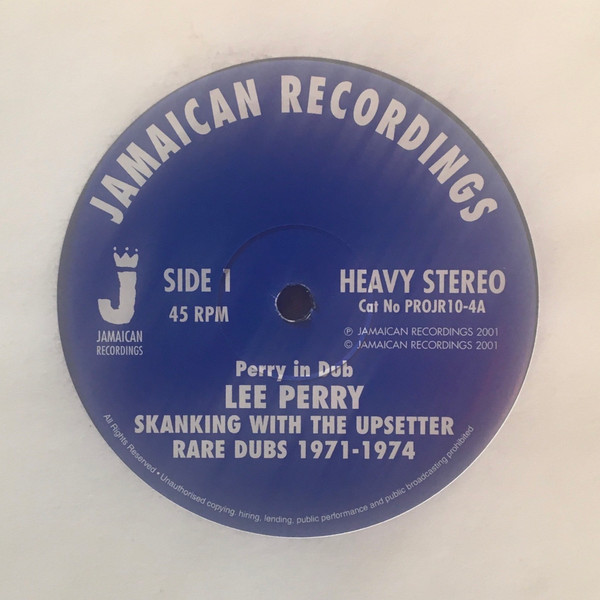 JAMAICAN RECORDINGS
SIDE 1
45 RPM
HEAVY STEREO
Cat No PROJR10-4A
J
JAMAICAN
RECORDINGS
℗ JAMAICAN RECORDINGS 2001
© JAMAICAN RECORDINGS 2001
Perry in Dub
LEE PERRY
SKANKING WITH THE UPSETTER
RARE DUBS 1971-1974
All Rights Reserved • Unauthorised copying, hiring, lending, public performance and public broadcasting prohibited